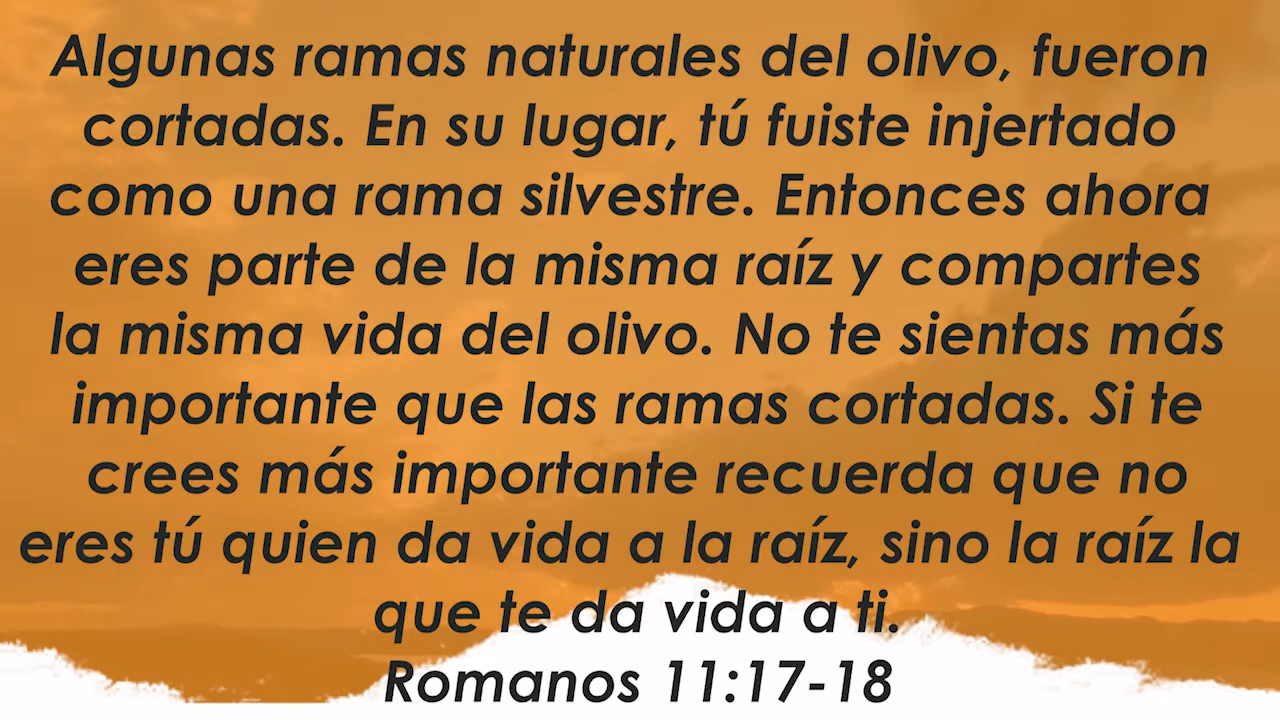 Algunas ramas naturales del olivo, fueron
cortadas. En su lugar, tú fuiste injertado
como una rama silvestre. Entonces ahora
eres parte de la misma raíz y compartes
la misma vida del olivo. No te sientas más
importante que las ramas cortadas. Si te
crees más importante recuerda que no
eres tú quien da vida a la raíz, sino la raíz la
que te da vida a ti.
Romanos 11:17-18